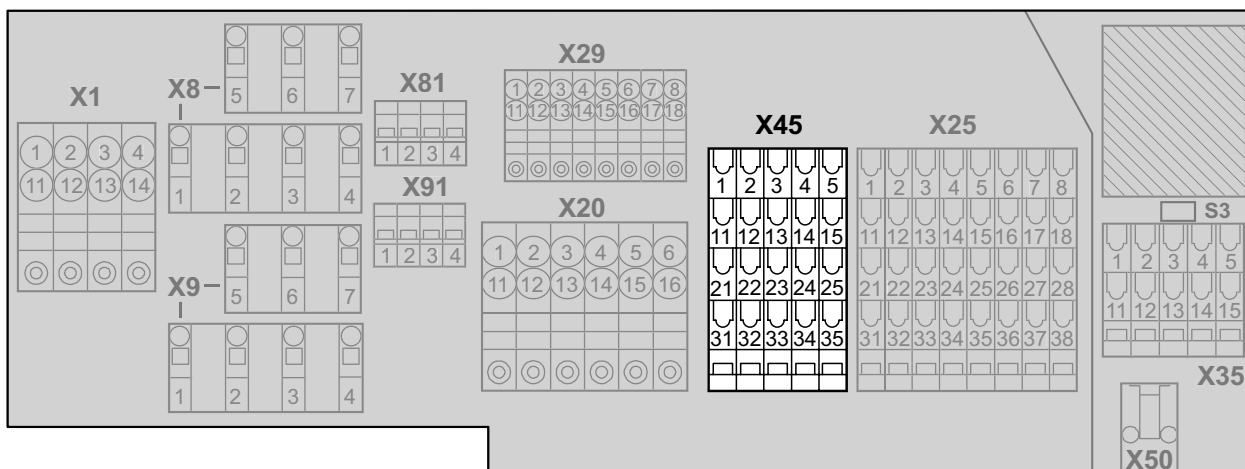 X1
1 2 3 4
11 12 13 14
X8
5 6 7
1 2 3 4
X9
5 6 7
1 2 3 4
X81
1 2 3 4
X91
1 2 3 4
X29
1 2 3 4 5 6 7 8
11 12 13 14 15 16 17 18
X20
1 2 3 4 5 6
11 12 13 14 15 16
X45
1 2 3 4 5
11 12 13 14 15
21 22 23 24 25
31 32 33 34 35
X25
1 2 3 4 5 6 7 8
11 12 13 14 15 16 17 18
21 22 23 24 25 26 27 28
31 32 33 34 35 36 37 38
S3
1 2 3 4 5
11 12 13 14 15
X35
X50